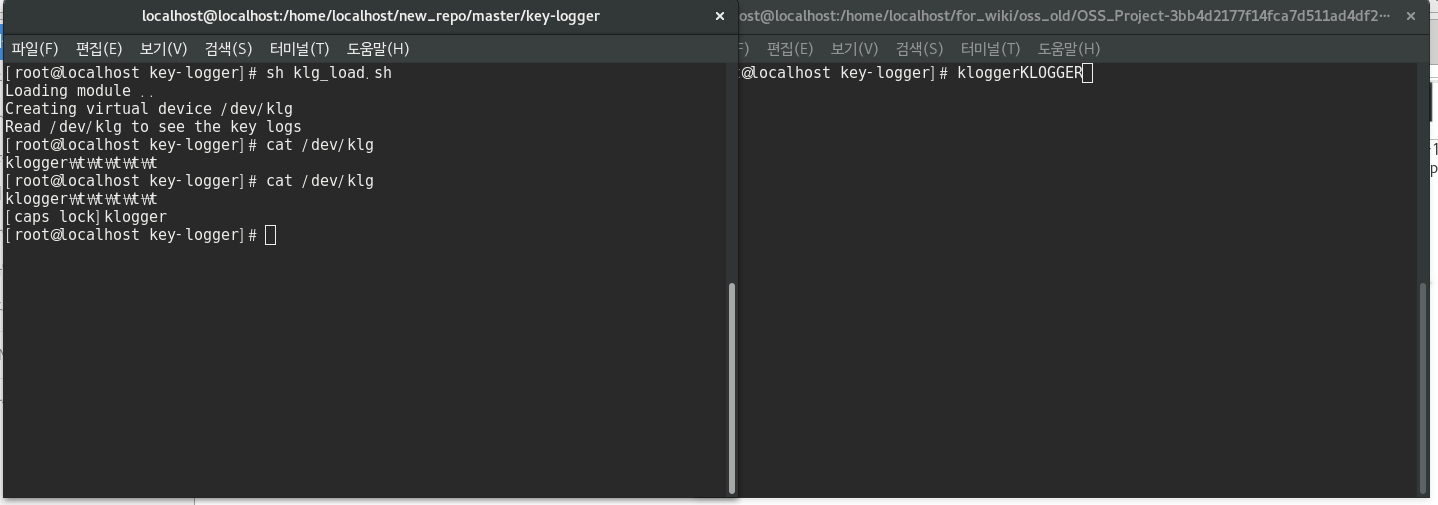 localhost@localhost:/home/localhost/new_repo/master/key-logger
파일(F) 편집(E) 보기(V) 검색(S) 터미널(T) 도움말(H)
[root@localhost key-logger]# sh klg_load.sh
Loading module ..
Creating virtual device /dev/klg
Read /dev/klg to see the key logs
[root@localhost key-logger]# cat /dev/klg
klogger₩t₩t₩t₩t₩t
[root@localhost key-logger]# cat /dev/klg
klogger₩t₩t₩t₩t₩t
[caps lock]klogger
[root@localhost key-logger]#
ost@localhost:/home/localhost/for_wiki/oss_old/OSS_Project-3bb4d2177f14fca7d511ad4df2···
F) 편집(E) 보기(V) 검색(S) 터미널(T) 도움말(H)
t@localhost key-logger]# kloggerKLOGGER